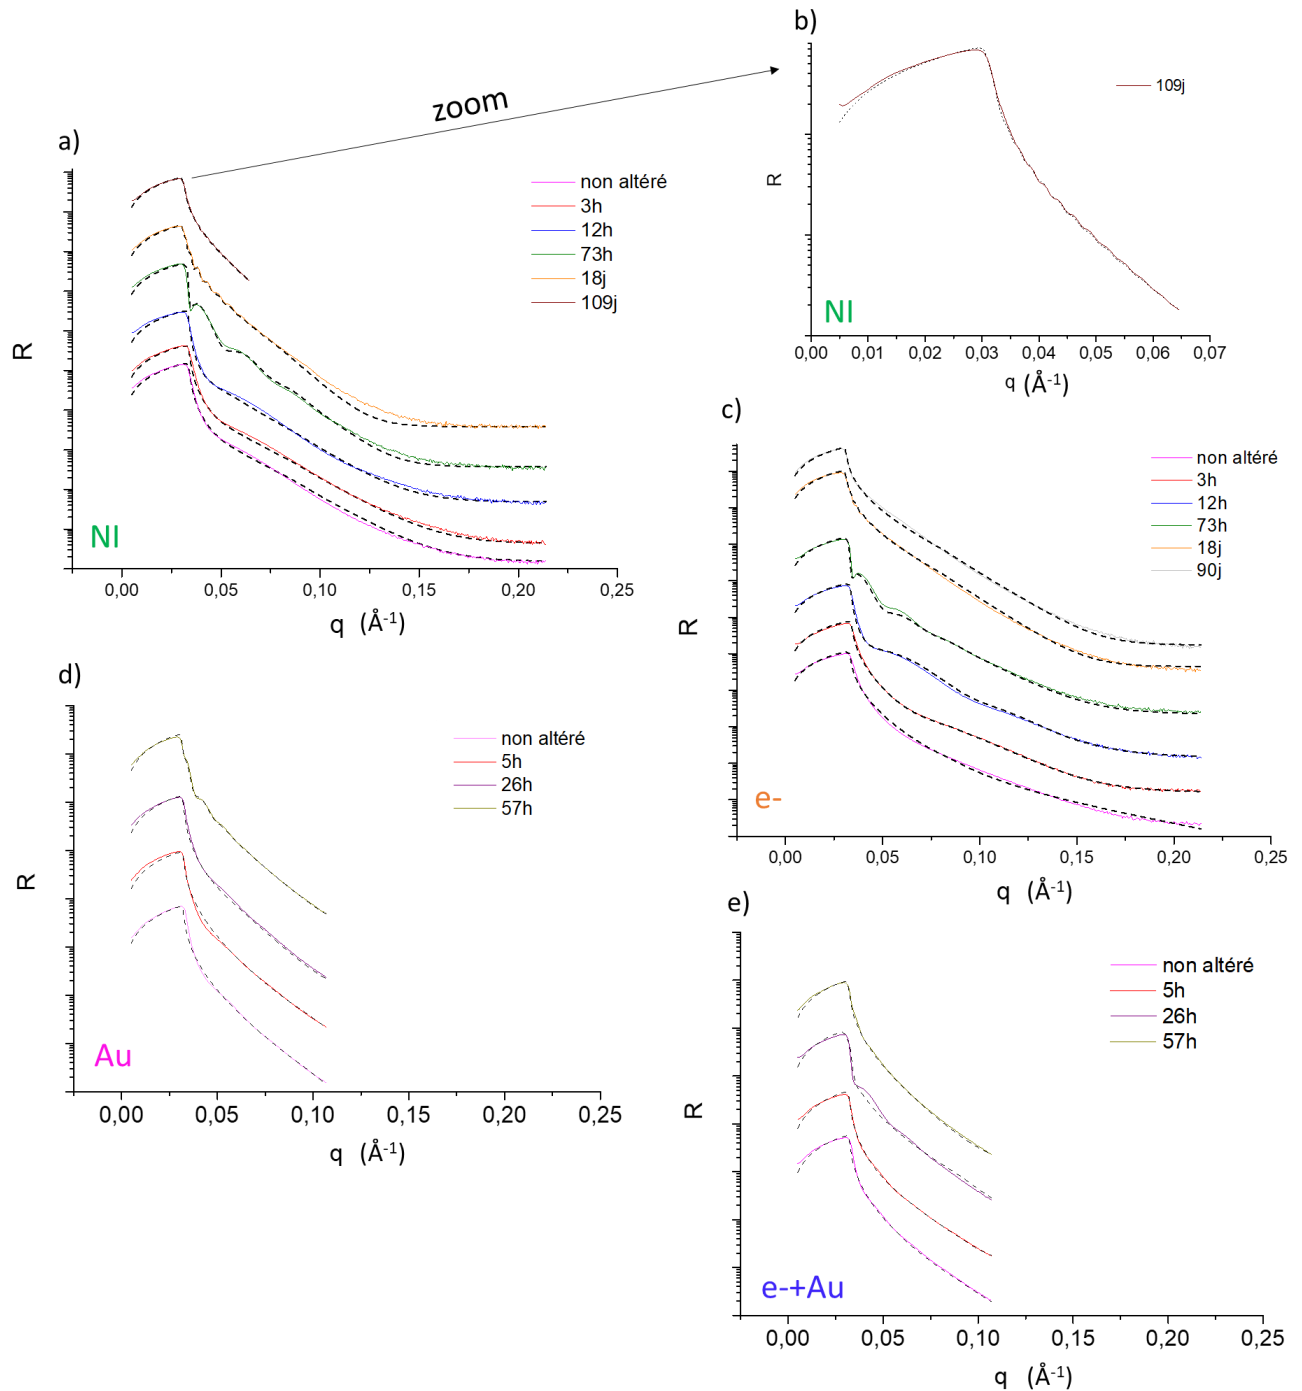 b)
R
109j
NI
0,00 0,01 0,02 0,03 0,04 0,05 0,06 0,07
q (Å-1)
zoom
a)
R
non altéré
3h
12h
73h
18j
109j
NI
0,00 0,05 0,10 0,15 0,20 0,25
q (Å-1)
c)
R
non altéré
3h
12h
73h
18j
90j
e-
0,00 0,05 0,10 0,15 0,20 0,25
q (Å-1)
d)
R
non altéré
5h
26h
57h
Au
0,00 0,05 0,10 0,15 0,20 0,25
q (Å-1)
e)
R
non altéré
5h
26h
57h
e-+Au
0,00 0,05 0,10 0,15 0,20 0,25
q (Å-1)